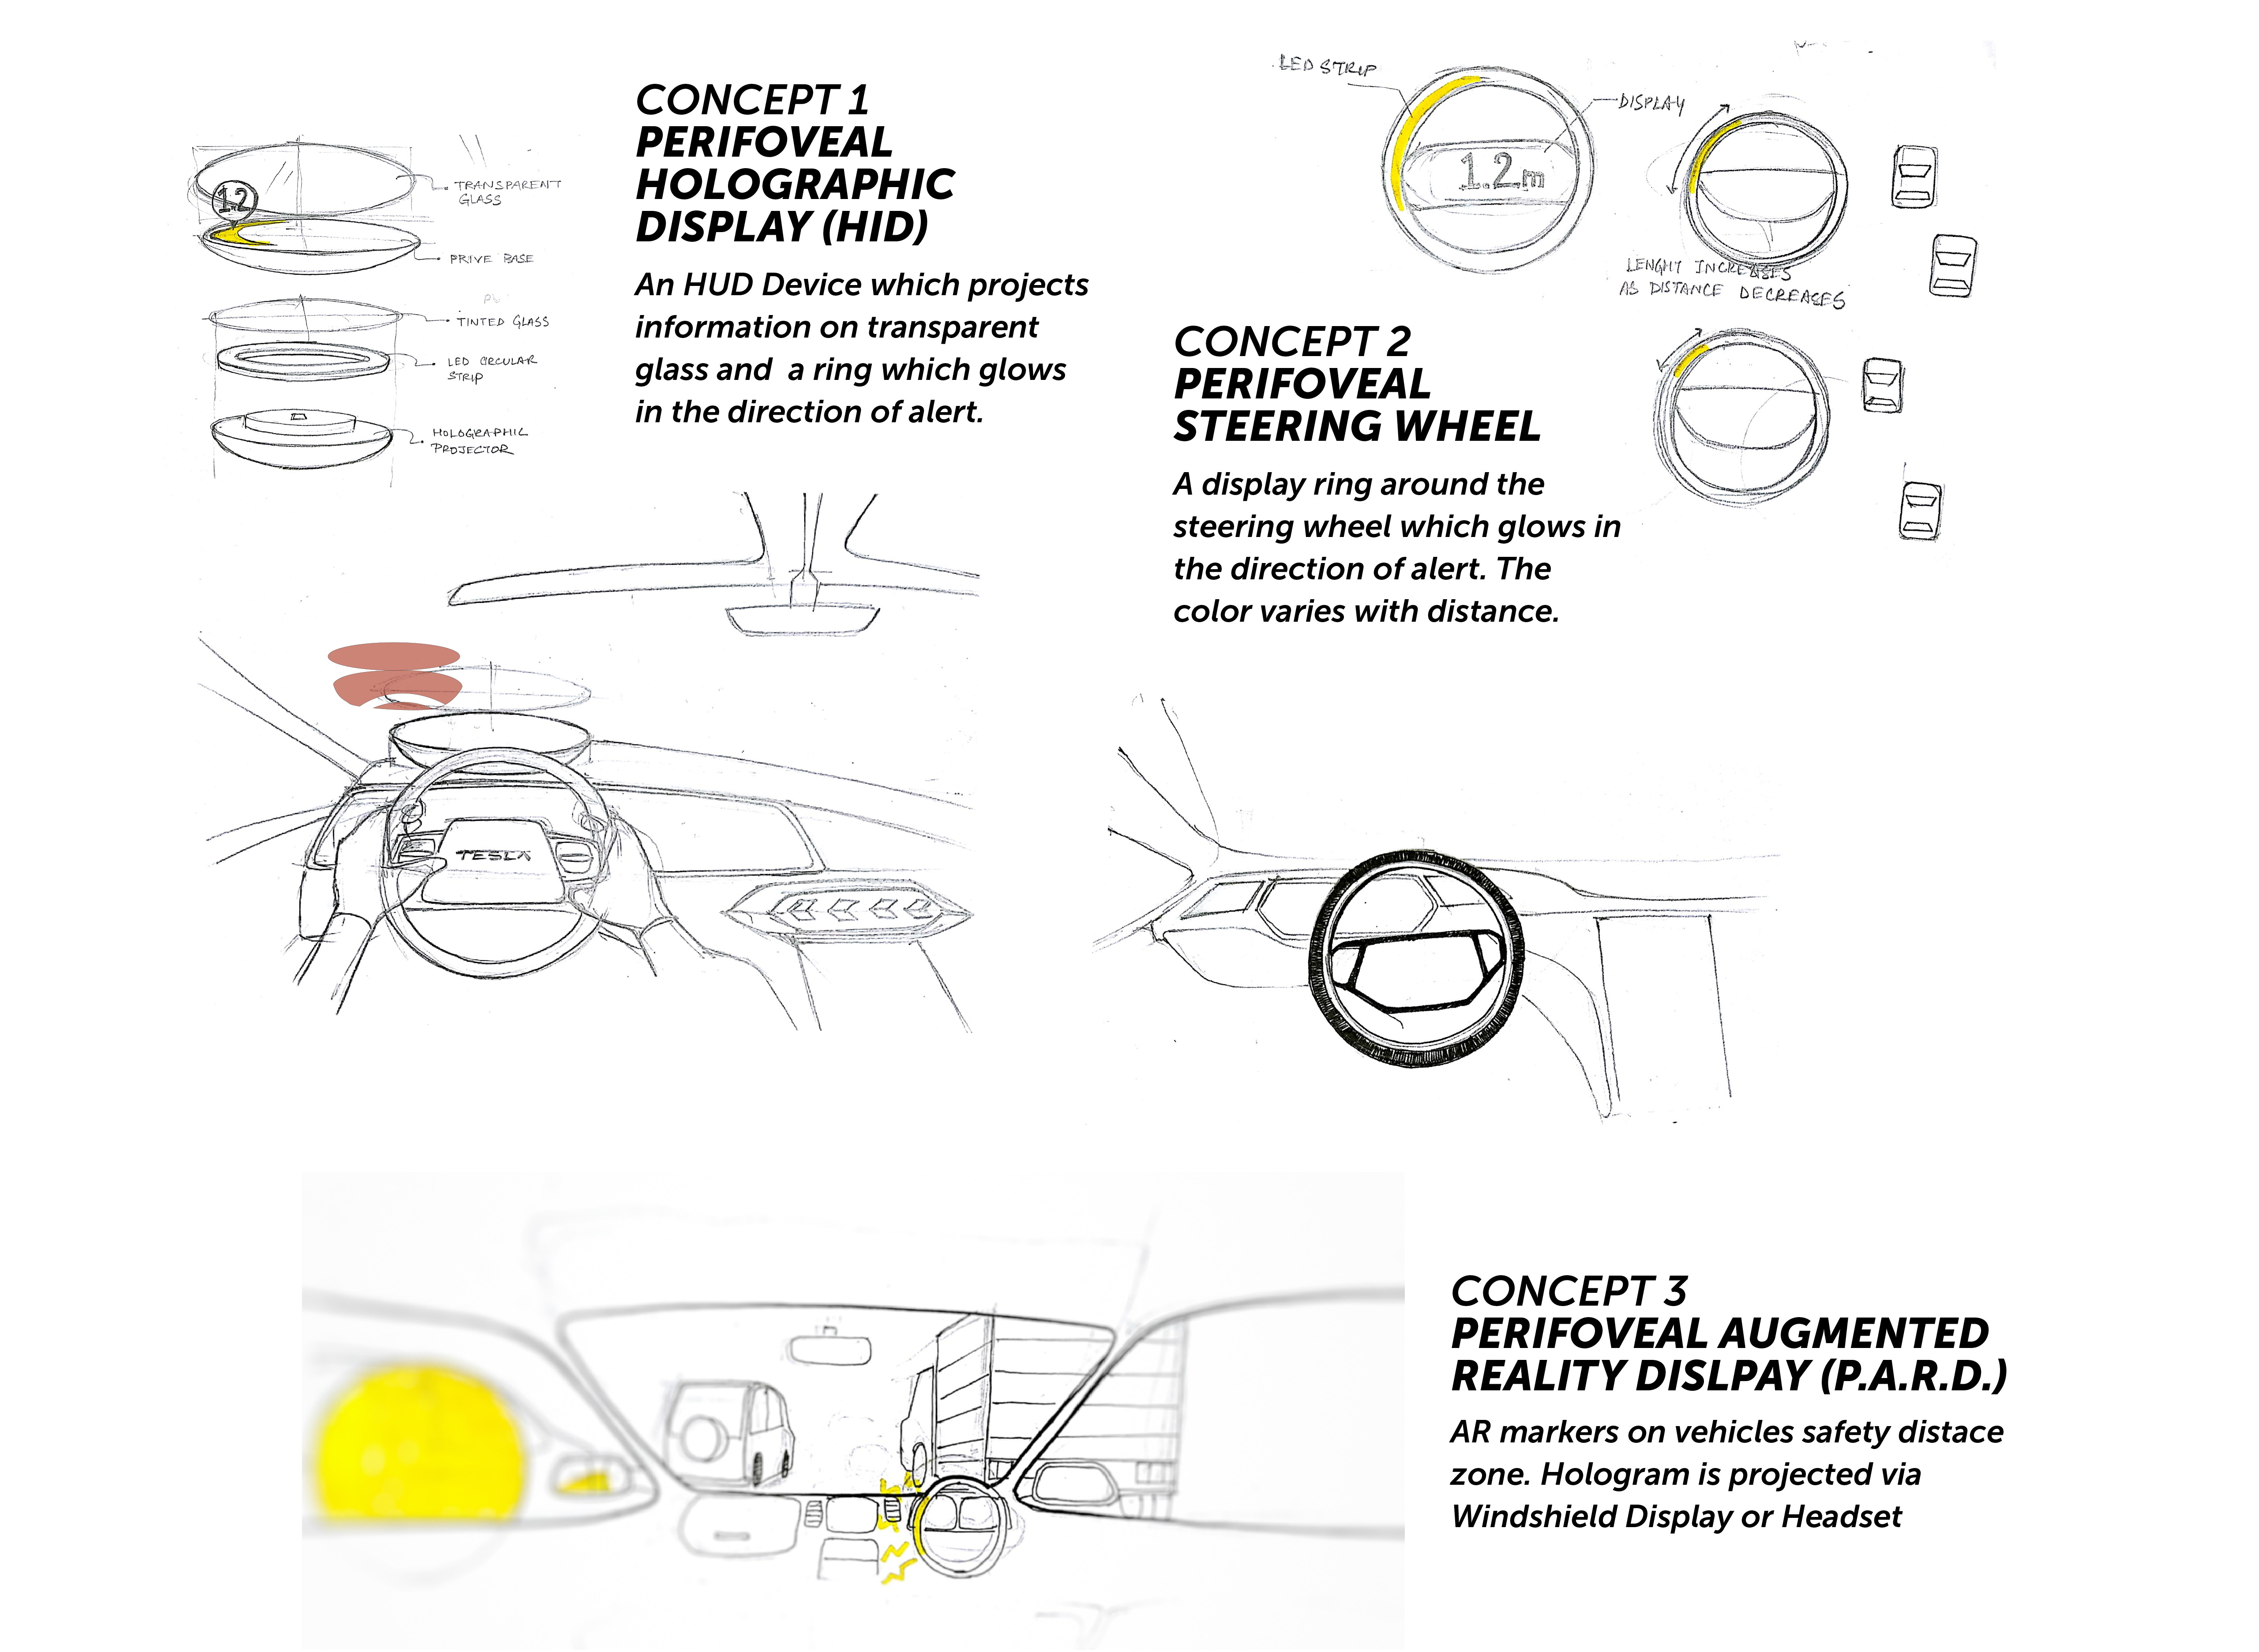 CONCEPT 1
PERIFOVEAL
HOLOGRAPHIC
DISPLAY (HID)
An HUD Device which projects
information on transparent
glass and a ring which glows
in the direction of alert.
1.2
TRANSPARENT
GLASS
PRIVE BASE
TINTED GLASS
LED CIRCULAR
STRIP
HOLOGRAPHIC
PROJECTOR
TESLA
LED STRIP
DISPLAY
1.2m
LENGHT INCREASES
AS DISTANCE DECREASES
CONCEPT 2
PERIFOVEAL
STEERING WHEEL
A display ring around the
steering wheel which glows in
the direction of alert. The
color varies with distance.
CONCEPT 3
PERIFOVEAL AUGMENTED
REALITY DISLPAY (P.A.R.D.)
AR markers on vehicles safety distace
zone. Hologram is projected via
Windshield Display or Headset